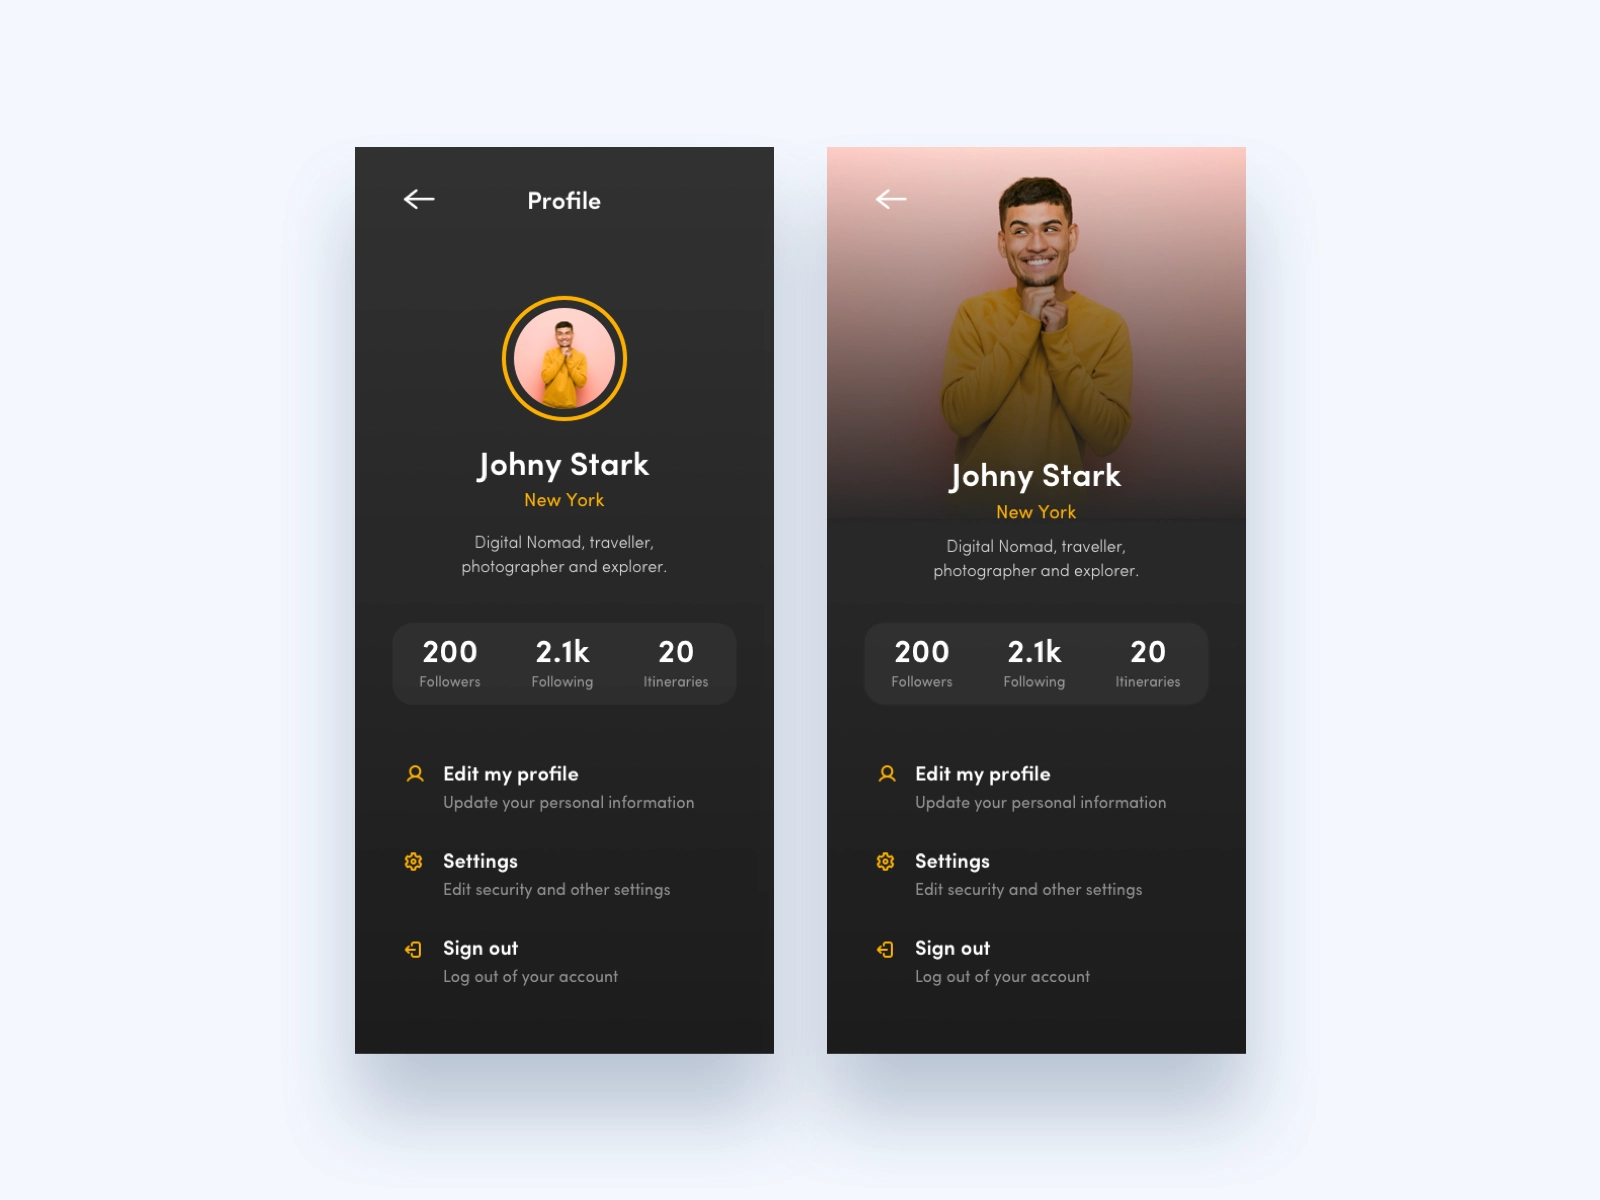 Profile
Johny Stark
New York
Digital Nomad, traveller,
photographer and explorer.
200 2.1k 20
Followers Following Itineraries
Edit my profile
Update your personal information
Settings
Edit security and other settings
Sign out
Log out of your account
Johny Stark
New York
Digital Nomad, traveller,
photographer and explorer.
200 2.1k 20
Followers Following Itineraries
Edit my profile
Update your personal information
Settings
Edit security and other settings
Sign out
Log out of your account